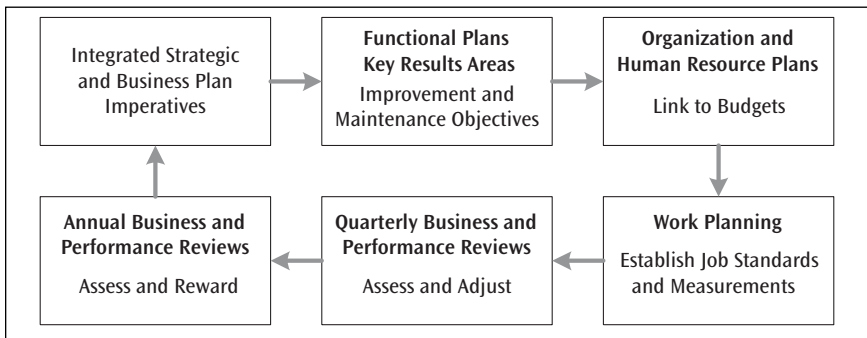 Integrated Strategic
and Business Plan
Imperatives
Functional Plans
Key Results Areas
Improvement and
Maintenance Objectives
Organization and
Human Resource Plans
Link to Budgets
Annual Business and
Performance Reviews
Assess and Reward
Quarterly Business and
Performance Reviews
Assess and Adjust
Work Planning
Establish Job Standards
and Measurements